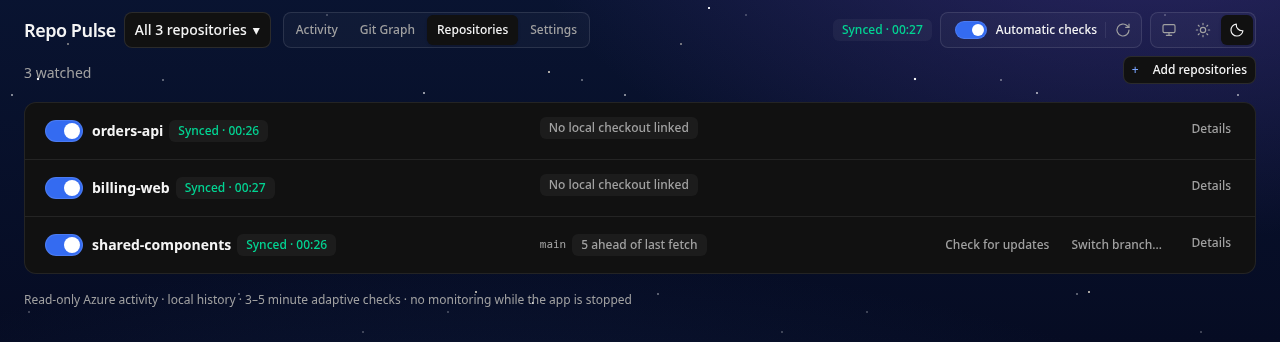 Repo Pulse All 3 repositories ▾ Activity Git Graph Repositories Settings Synced · 00:27 Automatic checks
3 watched + Add repositories
orders-api Synced · 00:26 No local checkout linked Details
billing-web Synced · 00:27 No local checkout linked Details
shared-components Synced · 00:26 main 5 ahead of last fetch Check for updates Switch branch... Details
Read-only Azure activity · local history · 3–5 minute adaptive checks · no monitoring while the app is stopped